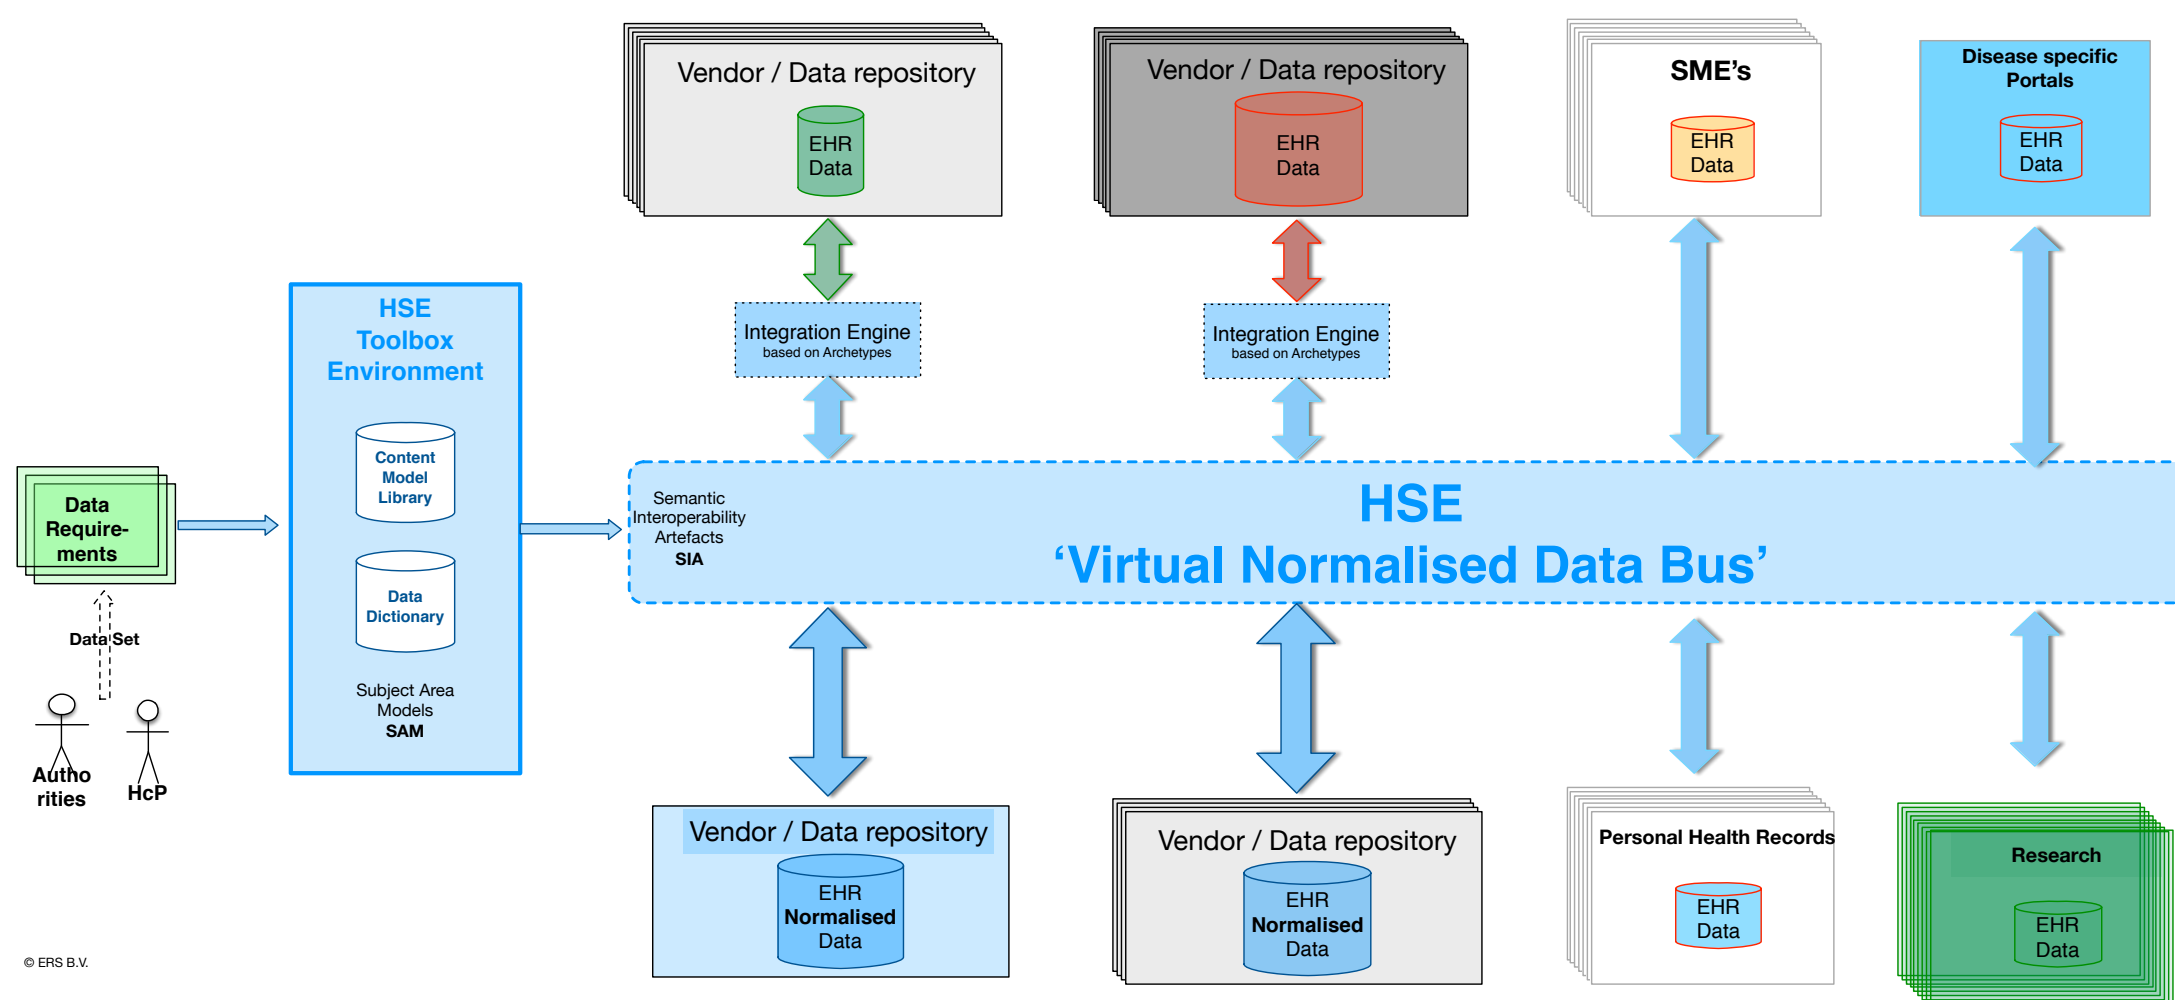 Vendor / Data repository
EHR
Data
Vendor / Data repository
EHR
Data
SME's
EHR
Data
Disease specific
Portals
EHR
Data
Integration Engine
based on Archetypes
Integration Engine
based on Archetypes
HSE
Toolbox
Environment
Content
Model
Library
Data
Dictionary
Subject Area
Models
SAM
Data
Require-
ments
Data Set
Autho
rities
HcP
Semantic
Interoperability
Artefacts
SIA
HSE
‘Virtual Normalised Data Bus’
Vendor / Data repository
EHR
Normalised
Data
Vendor / Data repository
EHR
Normalised
Data
Personal Health Records
EHR
Data
Research
EHR
Data
© ERS B.V.